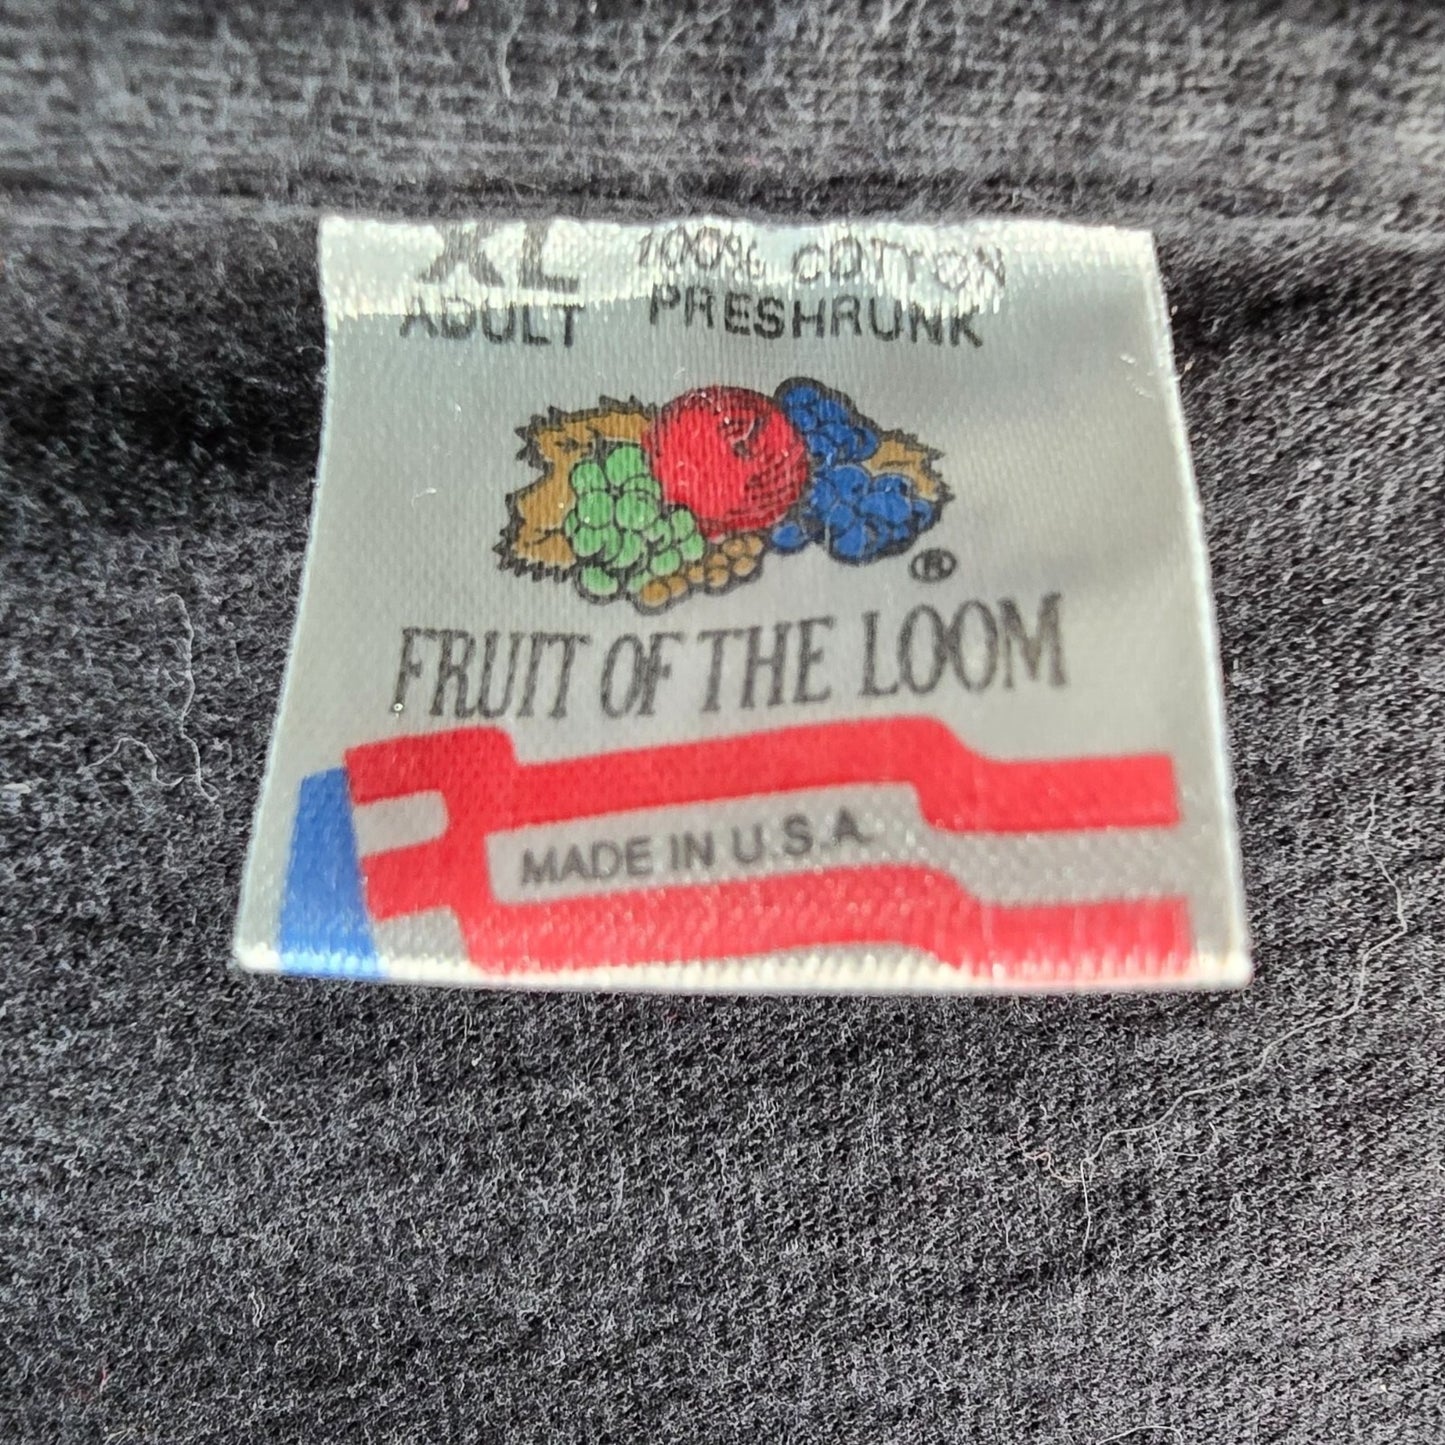 XL 100% COTTON
ADULT PRESHRUNK
®
FRUIT OF THE LOOM
MADE IN U.S.A.